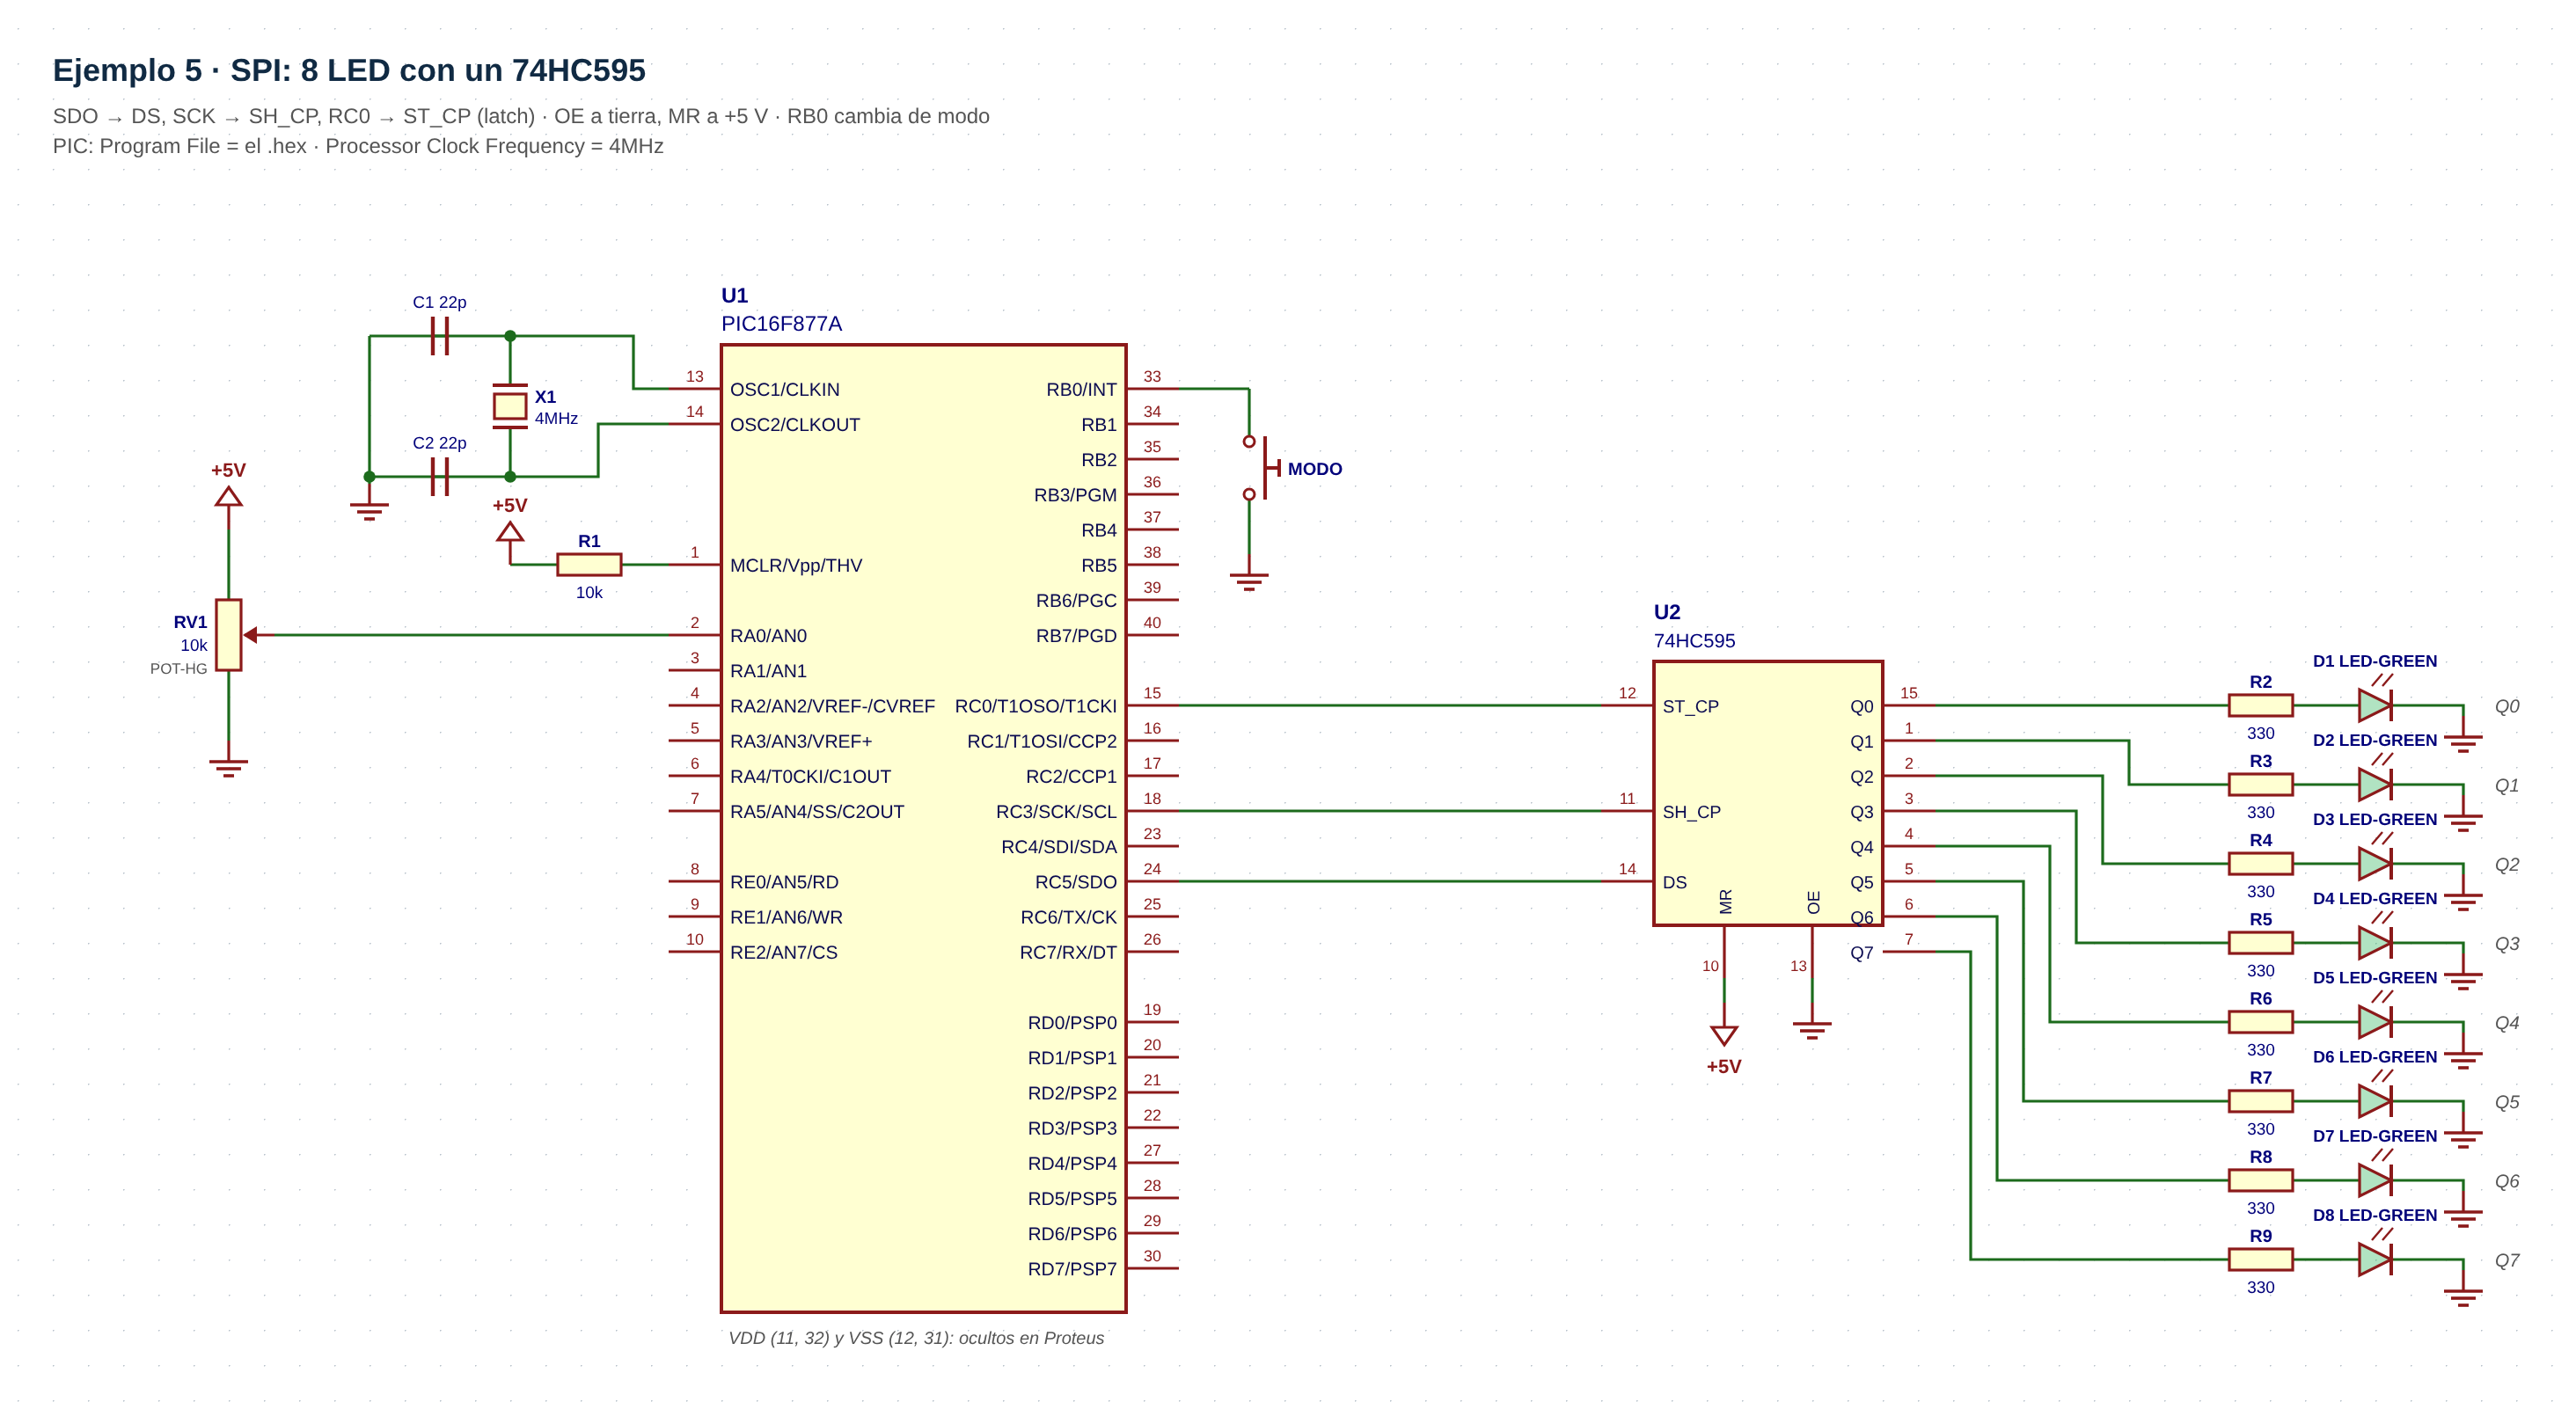 Ejemplo 5 · SPI: 8 LED con un 74HC595
SDO → DS, SCK → SH_CP, RC0 → ST_CP (latch) · OE a tierra, MR a +5 V · RB0 cambia de modo
PIC: Program File = el .hex · Processor Clock Frequency = 4MHz
C1 22p
X1
4MHz
C2 22p
+5V
+5V
R1
10k
RV1
10k
POT-HG
U1
PIC16F877A
13 OSC1/CLKIN
14 OSC2/CLKOUT
1 MCLR/Vpp/THV
2 RA0/AN0
3 RA1/AN1
4 RA2/AN2/VREF-/CVREF
5 RA3/AN3/VREF+
6 RA4/T0CKI/C1OUT
7 RA5/AN4/SS/C2OUT
8 RE0/AN5/RD
9 RE1/AN6/WR
10 RE2/AN7/CS
RB0/INT 33
RB1 34
RB2 35
RB3/PGM 36
RB4 37
RB5 38
RB6/PGC 39
RB7/PGD 40
RC0/T1OSO/T1CKI 15
RC1/T1OSI/CCP2 16
RC2/CCP1 17
RC3/SCK/SCL 18
RC4/SDI/SDA 23
RC5/SDO 24
RC6/TX/CK 25
RC7/RX/DT 26
RD0/PSP0 19
RD1/PSP1 20
RD2/PSP2 21
RD3/PSP3 22
RD4/PSP4 27
RD5/PSP5 28
RD6/PSP6 29
RD7/PSP7 30
VDD (11, 32) y VSS (12, 31): ocultos en Proteus
MODO
U2
74HC595
12 ST_CP
11 SH_CP
14 DS
MR
10
+5V
OE
13
Q0 15
Q1 1
Q2 2
Q3 3
Q4 4
Q5 5
Q6 6
Q7 7
D1 LED-GREEN
R2
330
Q0
D2 LED-GREEN
R3
330
Q1
D3 LED-GREEN
R4
330
Q2
D4 LED-GREEN
R5
330
Q3
D5 LED-GREEN
R6
330
Q4
D6 LED-GREEN
R7
330
Q5
D7 LED-GREEN
R8
330
Q6
D8 LED-GREEN
R9
330
Q7